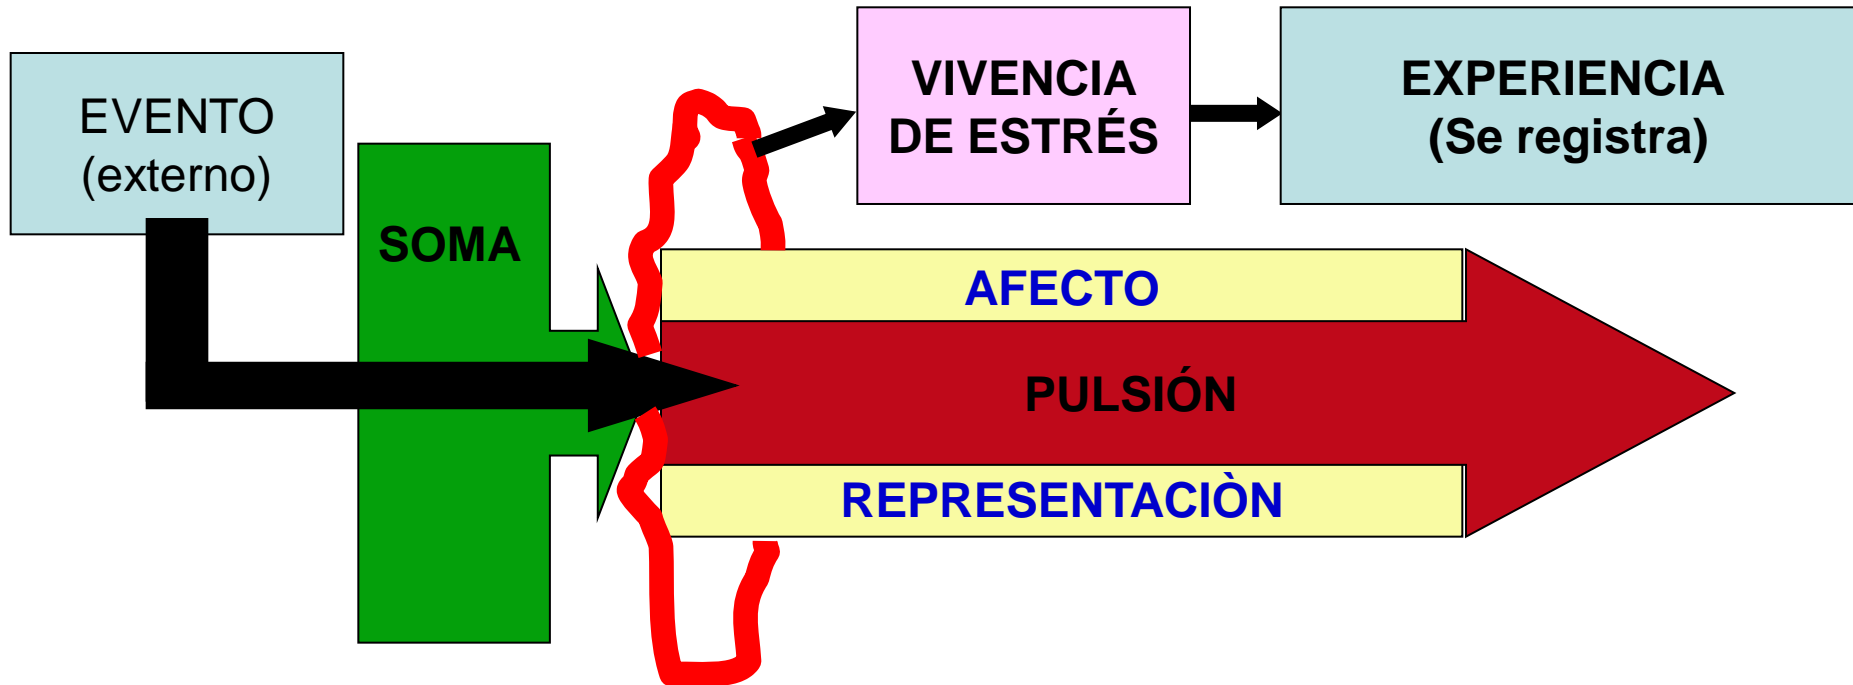 EVENTO
(externo)
SOMA
VIVENCIA
DE ESTRÉS
EXPERIENCIA
(Se registra)
AFECTO
PULSIÓN
REPRESENTACIÒN